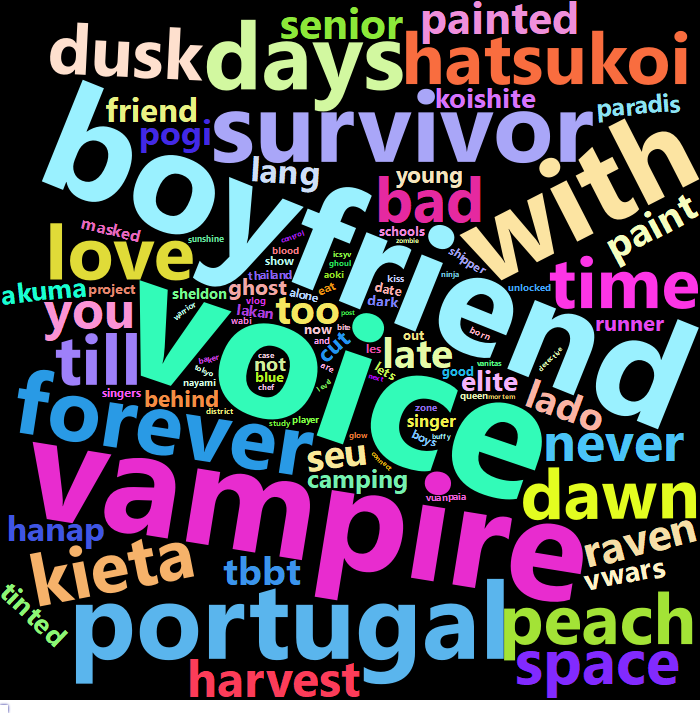 senior
painted
dusk
days
hatsukoi
friend
koishite
paradis
pogi
survivor
boyfriend
with
lang
young
bad
paint
masked
love
sunshine
control
schools
zombie
blood
icsyv
shipper
show
ghoul
thailand
aoki
kiss
ninja
time
akuma
project
sheldon
ghost
alone
eat
date
unlocked
you
vlog
dark
warrior
lakan
too
post
wabi
now
bite
out
born
runner
till
voice
and
cut
les
late
vanitas
detective
baker
case
not
are
lets
good
elite
tokyo
blue
next
nayami
chef
queen
mortem
lado
singers
behind
level
zone
forever
district
player
singer
study
boys
buffy
never
glow
seu
connect
vampire
camping
vuan
paia
dawn
hanap
raven
kieta
tbbt
vwars
tinted
portugal
peach
space
harvest